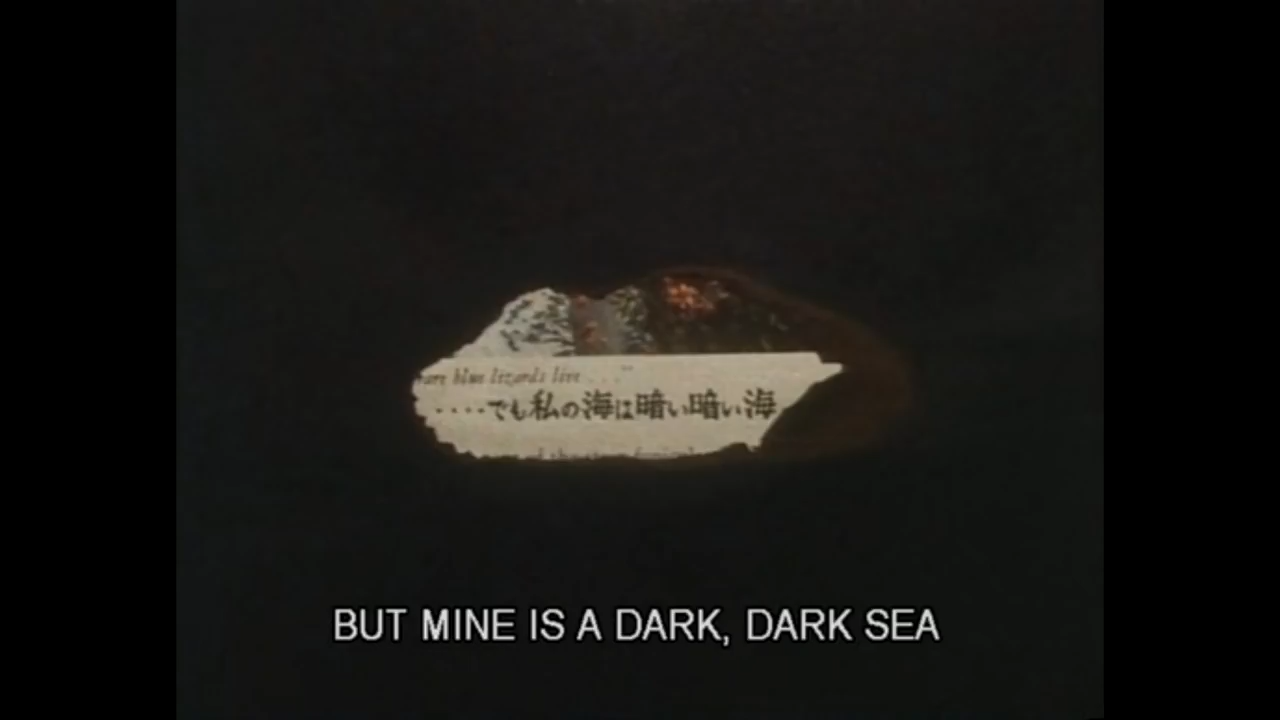 rare blue lizards live . . . "
・・・・でも私の海は暗い暗い海
BUT MINE IS A DARK, DARK SEA